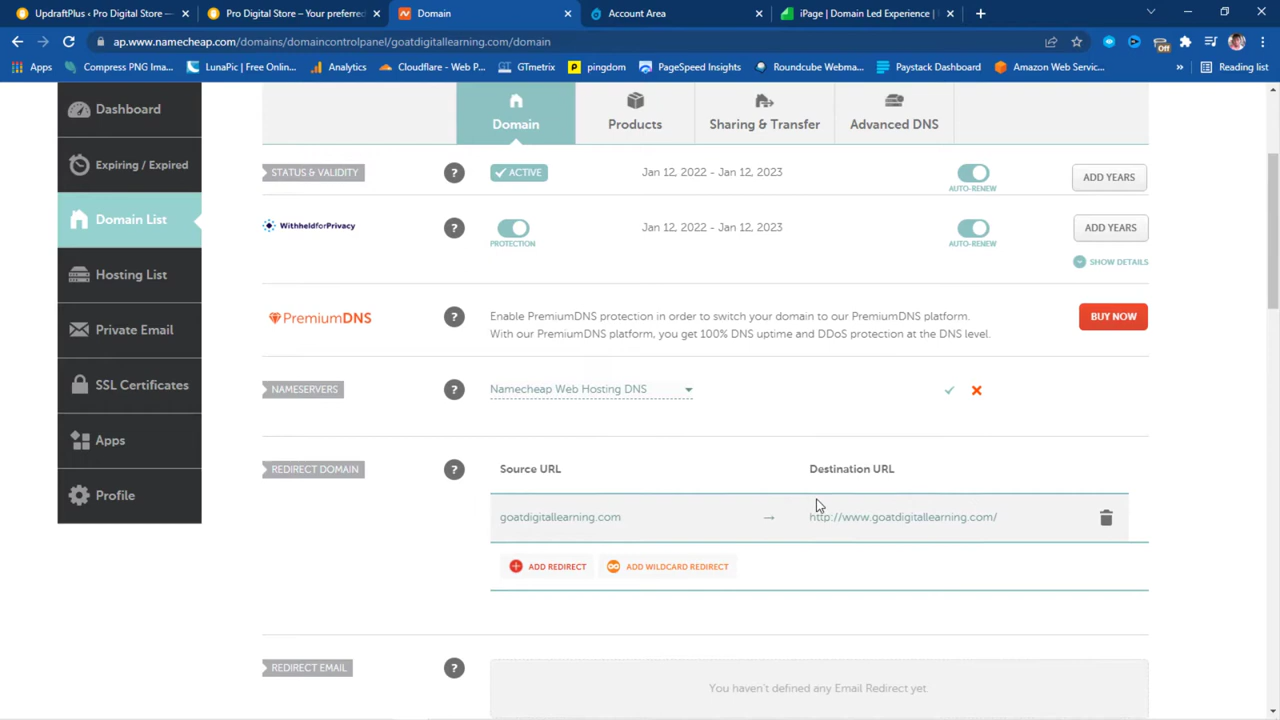 UpdraftPlus - Pro Digital Store —
Pro Digital Store — Your preferred
Domain
Account Area
iPage | Domain Led Experience |
ap.www.namecheap.com/domains/domaincontrolpanel/goatdigitallearning.com/domain
Apps
Compress PNG Ima...
LunaPic | Free Onlin...
Analytics
Cloudflare - Web P...
GTmetrix
pingdom
PageSpeed Insights
Roundcube Webma...
Paystack Dashboard
Amazon Web Servic...
»
Reading list
Off
Dashboard
Expiring / Expired
Domain List
Hosting List
Private Email
SSL Certificates
Apps
Profile
Domain
Products
Sharing & Transfer
Advanced DNS
STATUS & VALIDITY
?
ACTIVE
Jan 12, 2022 - Jan 12, 2023
AUTO-RENEW
ADD YEARS
WithheldforPrivacy
?
PROTECTION
Jan 12, 2022 - Jan 12, 2023
AUTO-RENEW
ADD YEARS
SHOW DETAILS
PremiumDNS
?
Enable PremiumDNS protection in order to switch your domain to our PremiumDNS platform.
With our PremiumDNS platform, you get 100% DNS uptime and DDoS protection at the DNS level.
BUY NOW
NAMESERVERS
?
Namecheap Web Hosting DNS
REDIRECT DOMAIN
?
Source URL
Destination URL
goatdigitallearning.com
→
http://www.goatdigitallearning.com/
ADD REDIRECT
ADD WILDCARD REDIRECT
REDIRECT EMAIL
?
You haven't defined any Email Redirect yet.